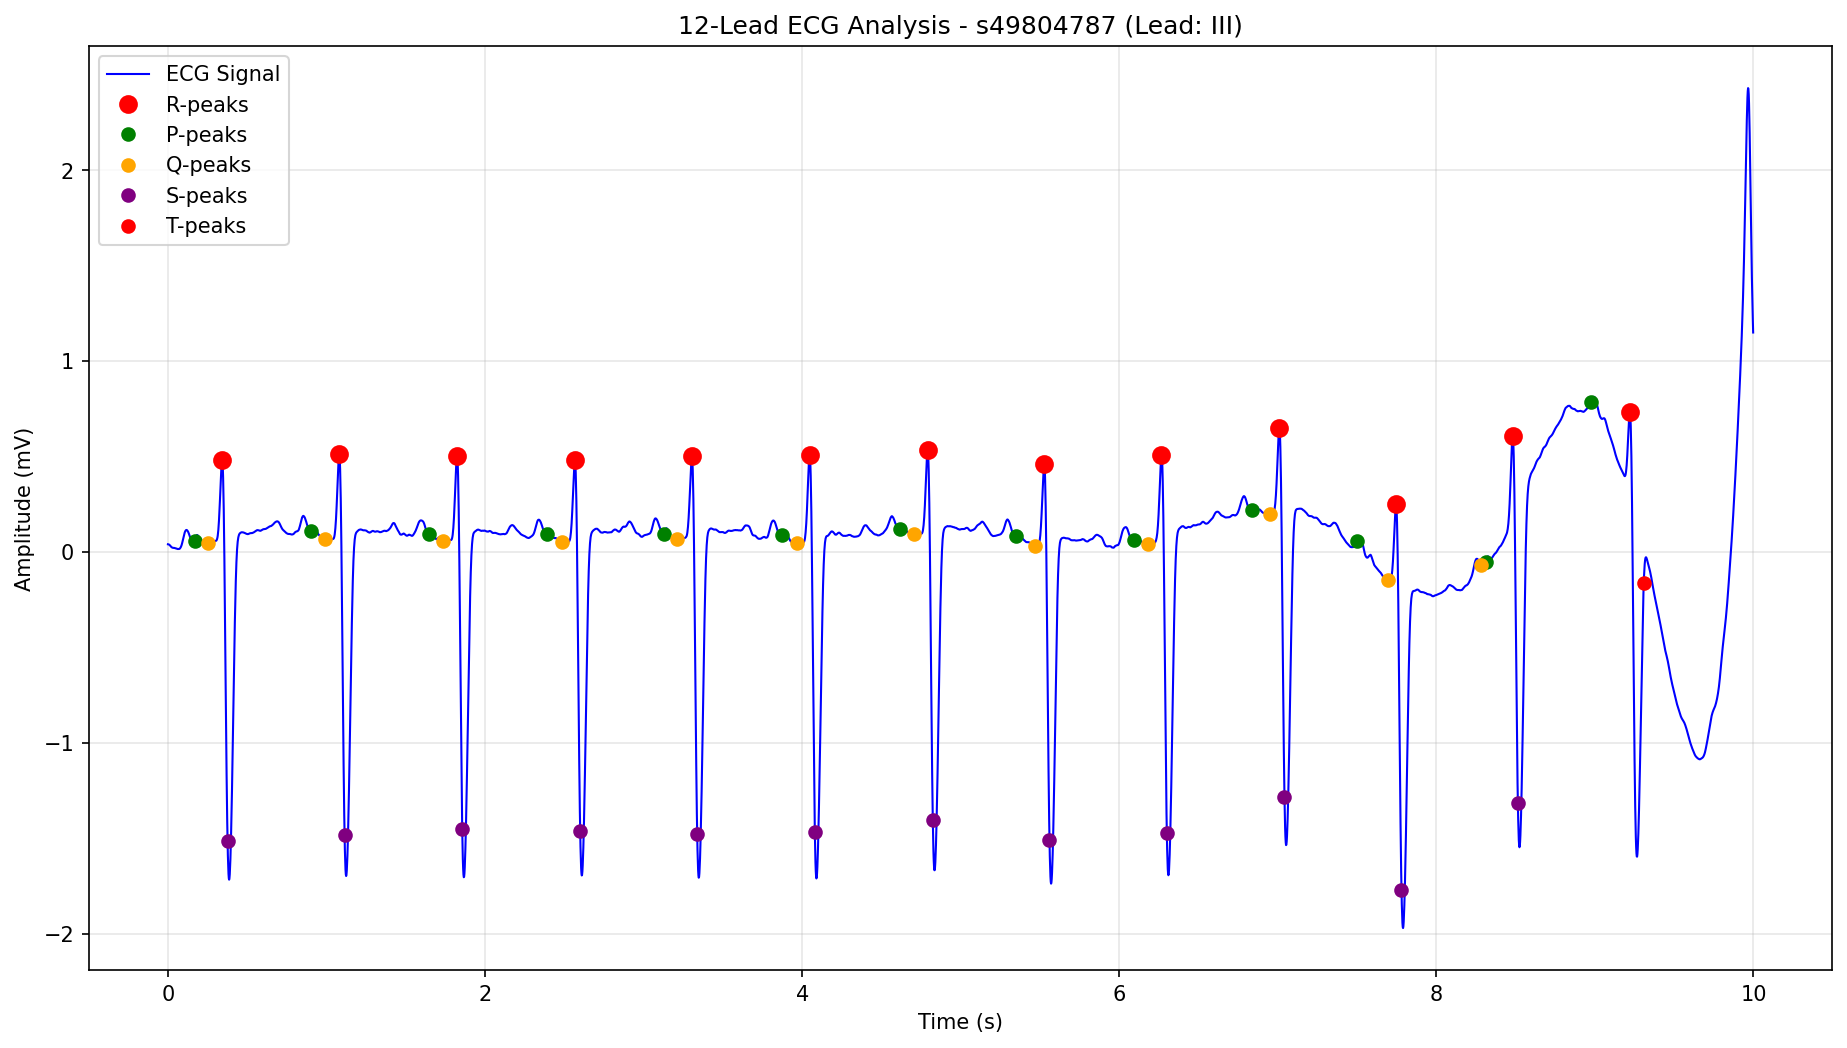 12-Lead ECG Analysis - s49804787 (Lead: III)
ECG Signal
R-peaks
P-peaks
Q-peaks
S-peaks
T-peaks
Amplitude (mV)
2
1
0
−1
−2
0 2 4 6 8 10
Time (s)